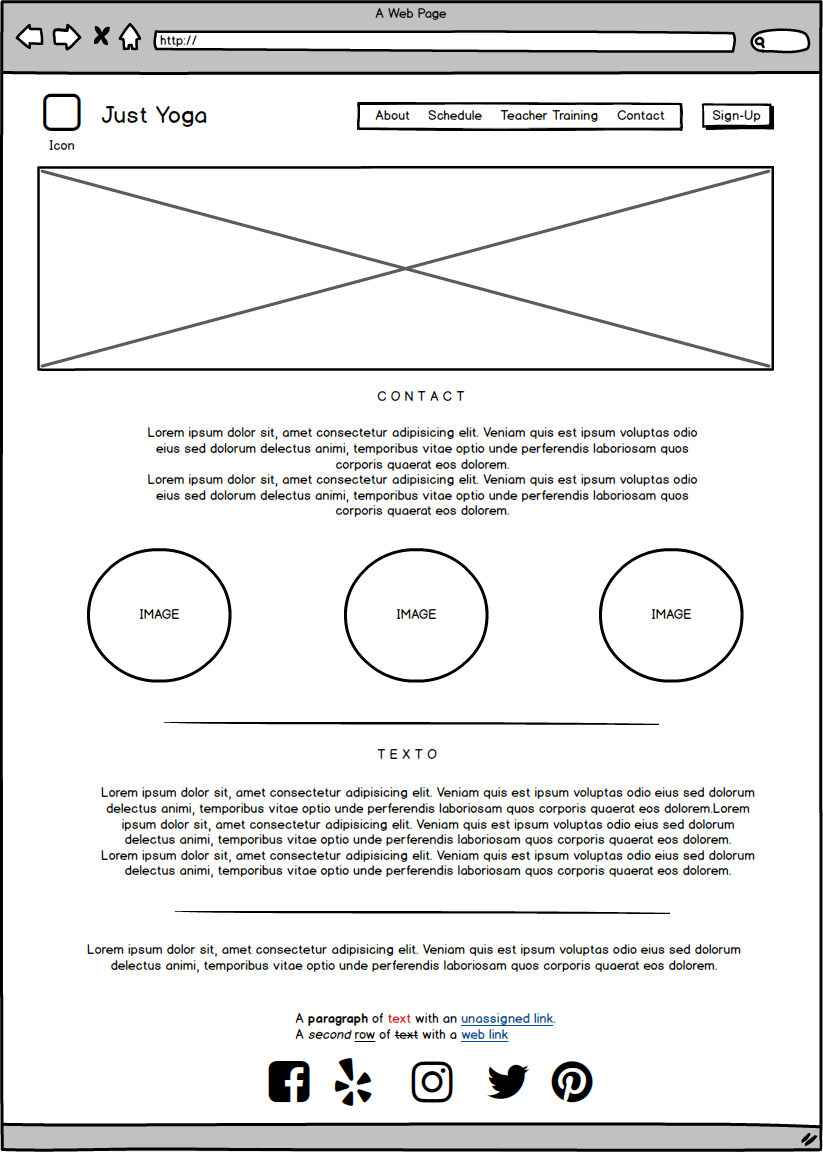 A Web Page
http://
Just Yoga
About Schedule Teacher Training Contact
Sign-Up
Icon
CONTACT
Lorem ipsum dolor sit, amet consectetur adipisicing elit. Veniam quis est ipsum voluptas odio
eius sed dolorum delectus animi, temporibus vitae optio unde perferendis laboriosam quos
corporis quaerat eos dolorem.
Lorem ipsum dolor sit, amet consectetur adipisicing elit. Veniam quis est ipsum voluptas odio
eius sed dolorum delectus animi, temporibus vitae optio unde perferendis laboriosam quos
corporis quaerat eos dolorem.
IMAGE
IMAGE
IMAGE
TEXTO
Lorem ipsum dolor sit, amet consectetur adipisicing elit. Veniam quis est ipsum voluptas odio eius sed dolorum
delectus animi, temporibus vitae optio unde perferendis laboriosam quos corporis quaerat eos dolorem.Lorem
ipsum dolor sit, amet consectetur adipisicing elit. Veniam quis est ipsum voluptas odio eius sed dolorum
delectus animi, temporibus vitae optio unde perferendis laboriosam quos corporis quaerat eos dolorem.
Lorem ipsum dolor sit, amet consectetur adipisicing elit. Veniam quis est ipsum voluptas odio eius sed dolorum
delectus animi, temporibus vitae optio unde perferendis laboriosam quos corporis quaerat eos dolorem.
Lorem ipsum dolor sit, amet consectetur adipisicing elit. Veniam quis est ipsum voluptas odio eius sed dolorum
delectus animi, temporibus vitae optio unde perferendis laboriosam quos corporis quaerat eos dolorem.
A paragraph of text with an unassigned link.
A second row of text with a web link